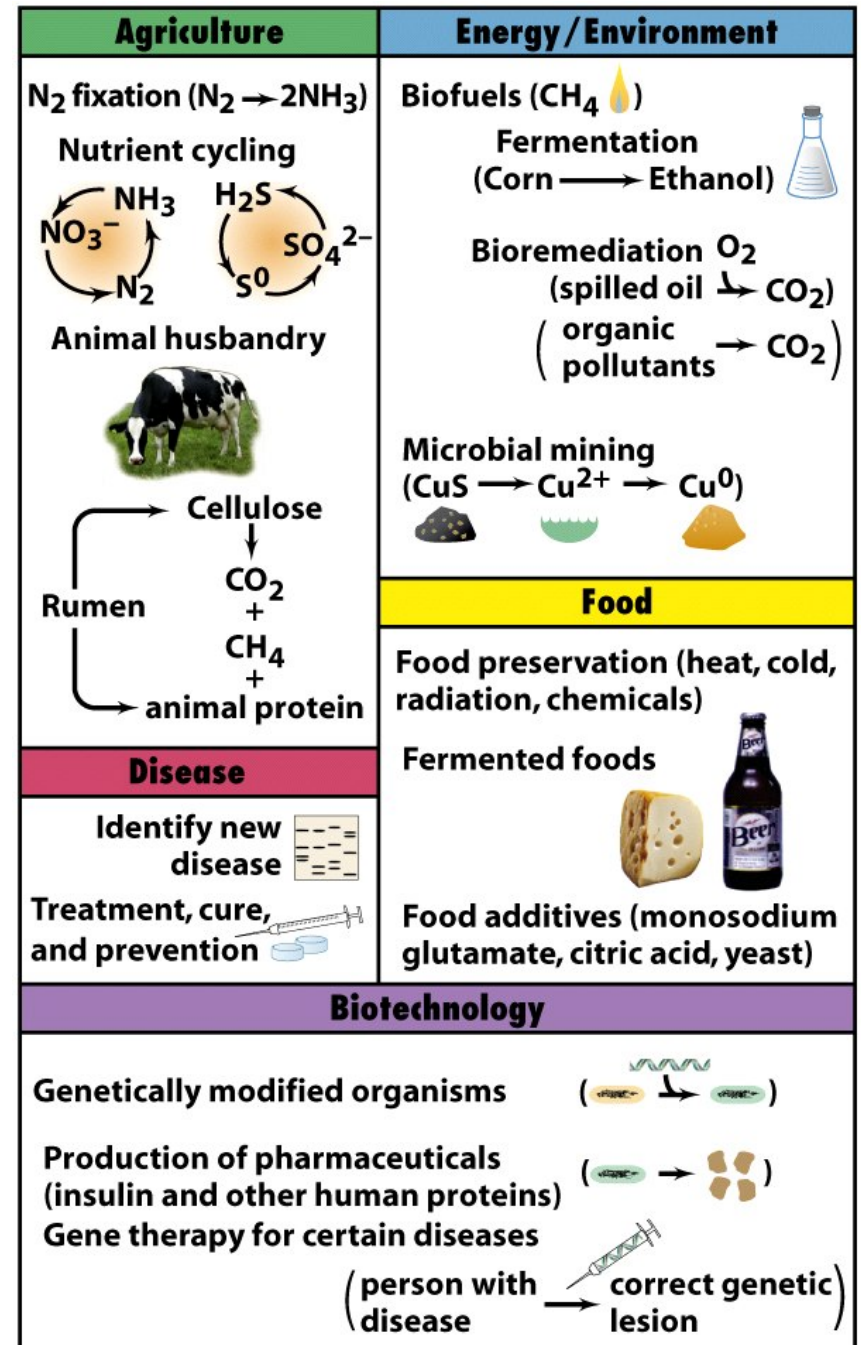 Agriculture
N₂ fixation (N₂ → 2NH₃)
Nutrient cycling
NH₃
NO₃⁻
N₂
H₂S
SO₄²⁻
S⁰
Animal husbandry
Rumen
Cellulose
CO₂
+
CH₄
+
animal protein
Disease
Identify new
disease
Treatment, cure,
and prevention
Energy/Environment
Biofuels (CH₄ )
Fermentation
(Corn → Ethanol)
Bioremediation O₂
(spilled oil → CO₂)
( organic
pollutants → CO₂ )
Microbial mining
(CuS → Cu²⁺ → Cu⁰)
Food
Food preservation (heat, cold,
radiation, chemicals)
Fermented foods
Beer
Beer
Food additives (monosodium
glutamate, citric acid, yeast)
Biotechnology
Genetically modified organisms ( → )
Production of pharmaceuticals
(insulin and other human proteins) ( → )
Gene therapy for certain diseases
(person with → correct genetic)
disease lesion